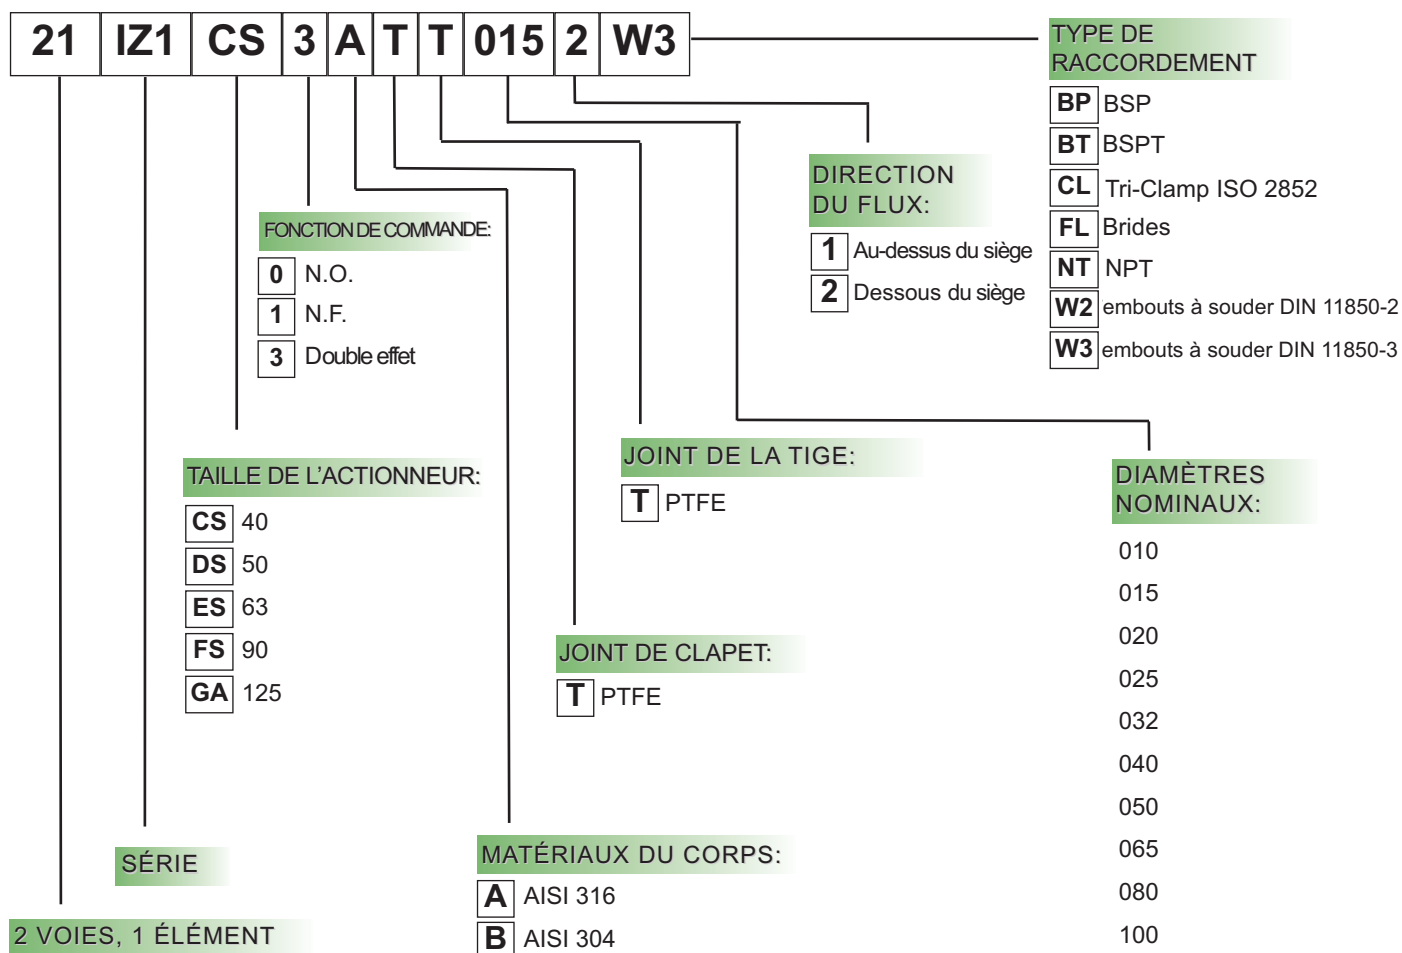 21 IZ1 CS 3 A T T 015 2 W3
TYPE DE
RACCORDEMENT
BP BSP
BT BSPT
CL Tri-Clamp ISO 2852
FL Brides
NT NPT
W2 embouts à souder DIN 11850-2
W3 embouts à souder DIN 11850-3
DIRECTION
DU FLUX:
1 Au-dessus du siège
2 Dessous du siège
FONCTION DE COMMANDE:
0 N.O.
1 N.F.
3 Double effet
JOINT DE LA TIGE:
T PTFE
TAILLE DE L'ACTIONNEUR:
CS 40
DS 50
ES 63
FS 90
GA 125
DIAMÈTRES
NOMINAUX:
010
015
020
025
032
040
050
065
080
100
JOINT DE CLAPET:
T PTFE
SÉRIE
MATÉRIAUX DU CORPS:
A AISI 316
B AISI 304
2 VOIES, 1 ÉLÉMENT